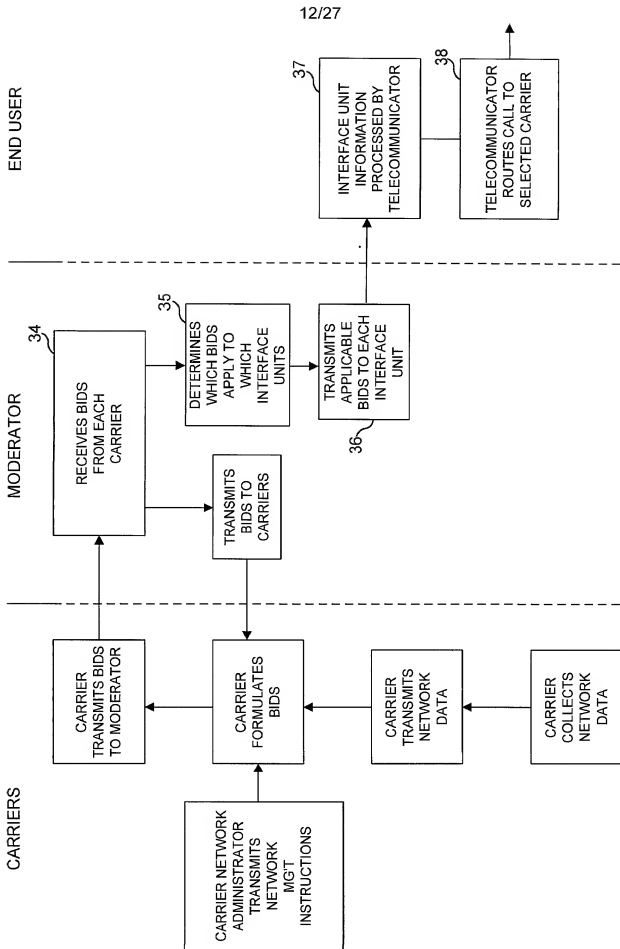 12/27
CARRIERS
CARRIER NETWORK
ADMINISTRATOR
TRANSMITS
NETWORK
MG'T
INSTRUCTIONS
CARRIER
TRANSMITS BIDS
TO MODERATOR
CARRIER
FORMULATES
BIDS
CARRIER
TRANSMITS
NETWORK
DATA
CARRIER
COLLECTS
NETWORK
DATA
MODERATOR
34
RECEIVES BIDS
FROM EACH
CARRIER
TRANSMITS
BIDS TO
CARRIERS
35
DETERMINES
WHICH BIDS
APPLY TO
WHICH
INTERFACE
UNITS
36
TRANSMITS
APPLICABLE
BIDS TO EACH
INTERFACE
UNIT
END USER
37
INTERFACE UNIT
INFORMATION
PROCESSED BY
TELECOMMUNICATOR
38
TELECOMMUNICATOR
ROUTES CALL TO
SELECTED CARRIER